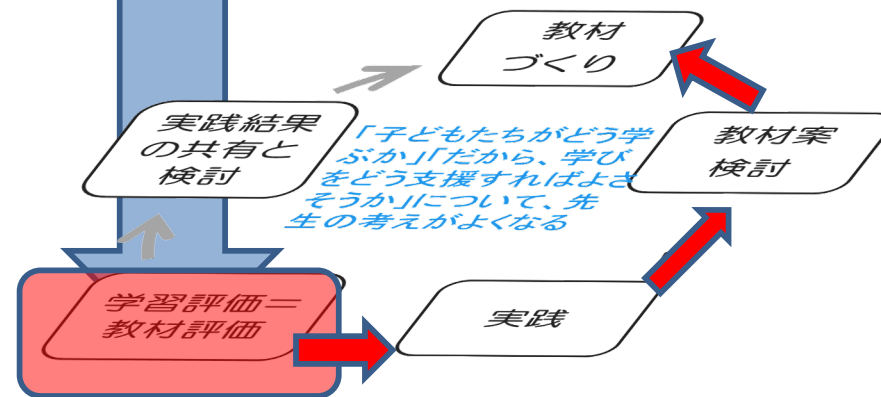 教材
づくり
実践結果
の共有と
検討
「子どもたちがどう学
ぶか」「だから、学び
をどう支援すればよさ
そうか」について、先
生の考えがよくなる
教材案
検討
学習評価＝
教材評価
実践